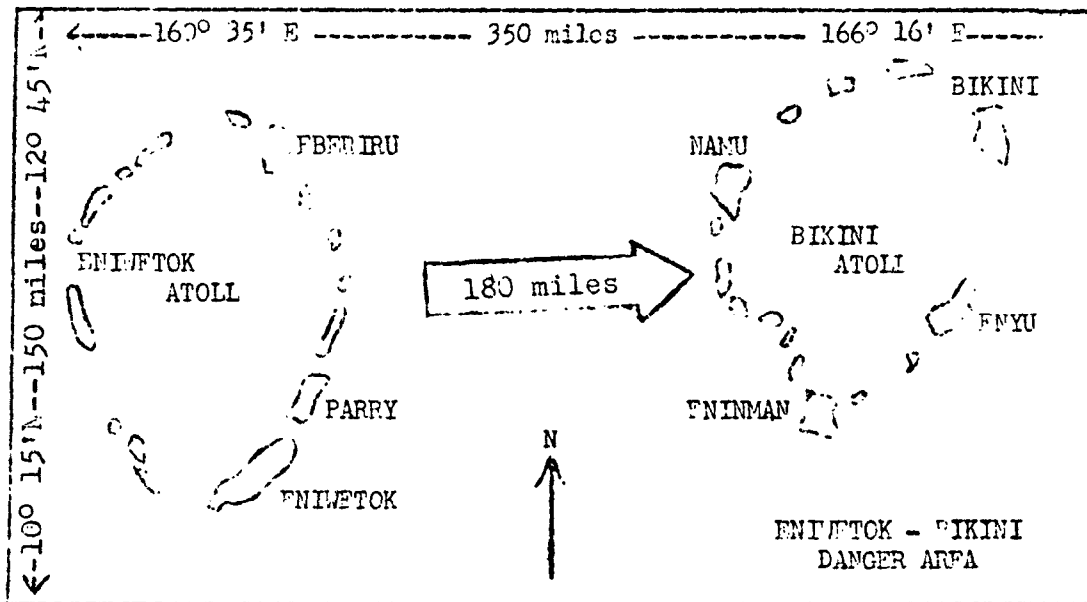 <-----160° 35' E ---------- 350 miles ---------- 166° 16' E----->
<-10° 15'N--150 miles--12° 45'N->
BIKINI
EBERIRU
NAMU
ENIWETOK
ATOLL
BIKINI
ATOLL
180 miles
ENYU
PARRY
ENINMAN
N
ENIWETOK
ENIWETOK - BIKINI
DANGER AREA